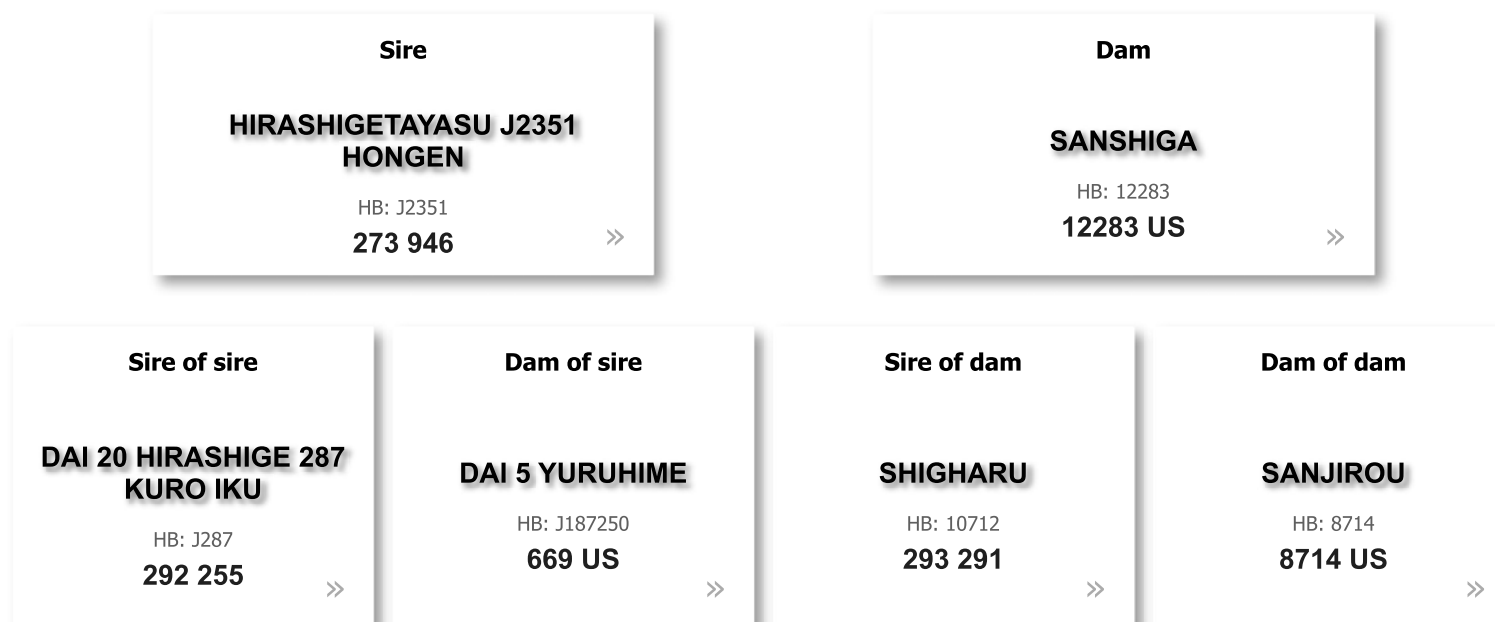 Sire
HIRASHIGETAYASU J2351
HONGEN
HB: J2351
273 946
»
Dam
SANSHIGA
HB: 12283
12283 US
»
Sire of sire
DAI 20 HIRASHIGE 287
KURO IKU
HB: J287
292 255
»
Dam of sire
DAI 5 YURUHIME
HB: J187250
669 US
»
Sire of dam
SHIGHARU
HB: 10712
293 291
»
Dam of dam
SANJIROU
HB: 8714
8714 US
»